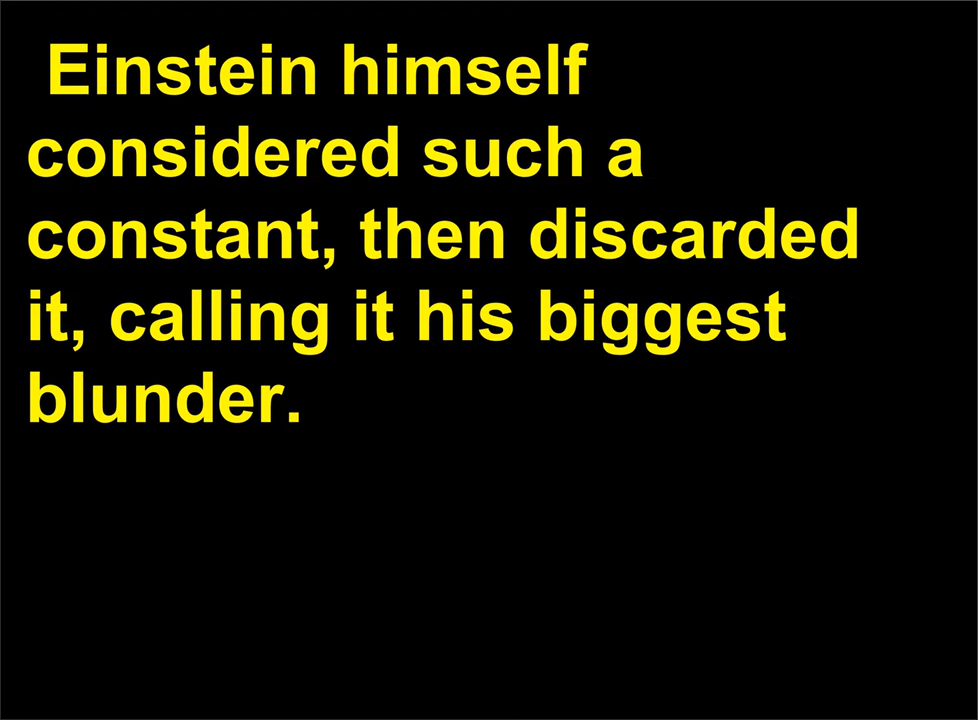 Einstein himself
considered such a
constant, then discarded
it, calling it his biggest
blunder.